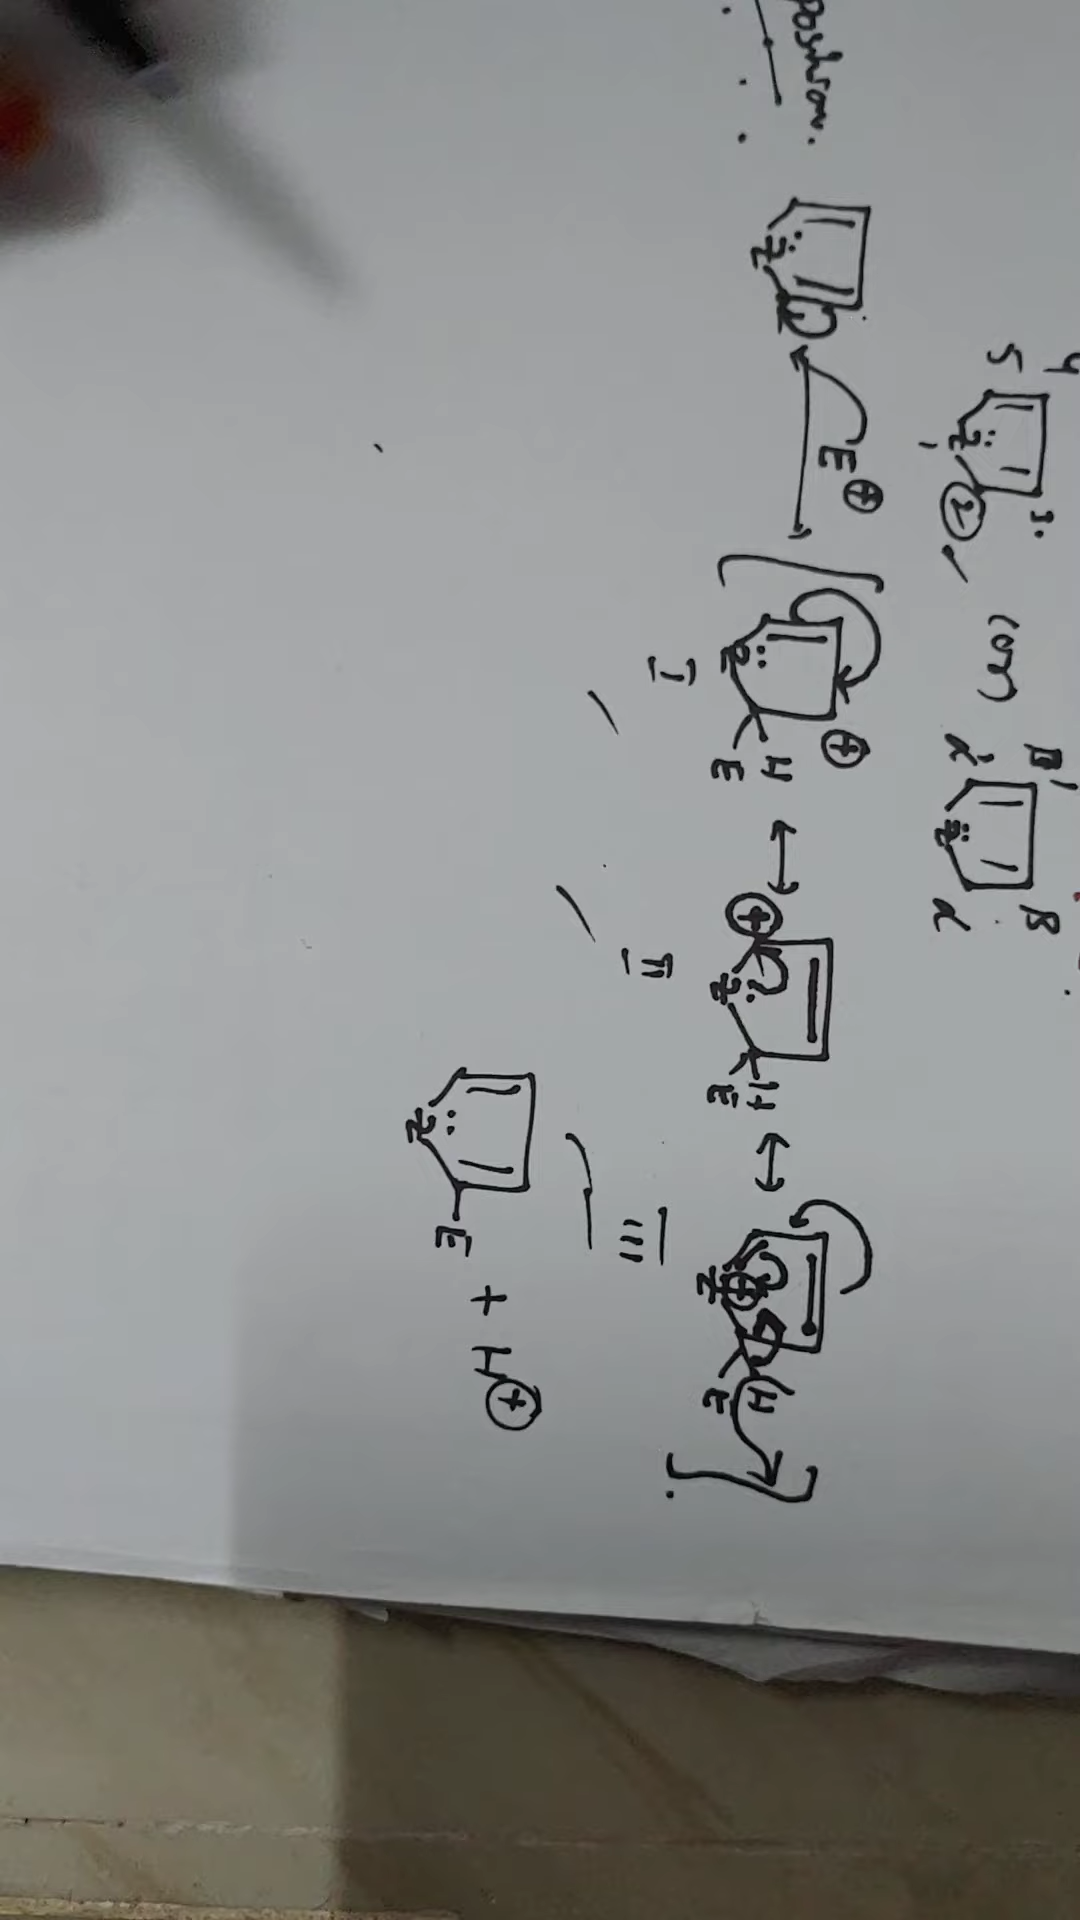 position.
4 3.
5 2
N̈ 1
(or)
β' β
α' α
N̈
N̈ E ⊕
N̈ ⊕ H E ↔ ⊕ N̈ H E ↔ N ⊕ H E
I II III
N̈ E + H ⊕